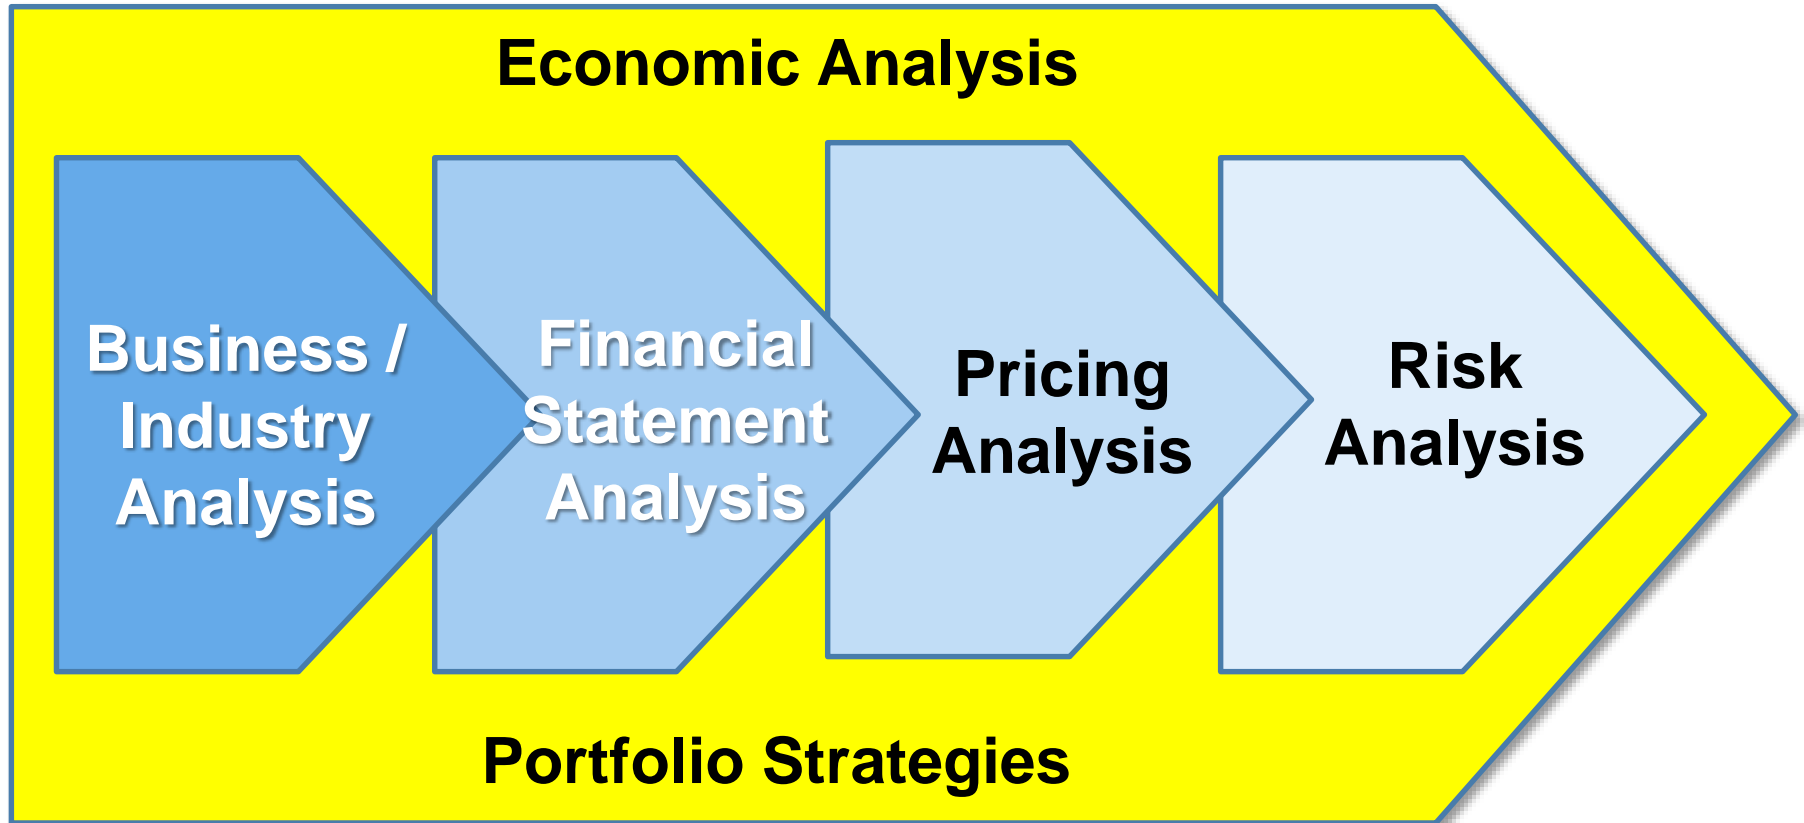 Economic Analysis
Business /
Industry
Analysis
Financial
Statement
Analysis
Pricing
Analysis
Risk
Analysis
Portfolio Strategies